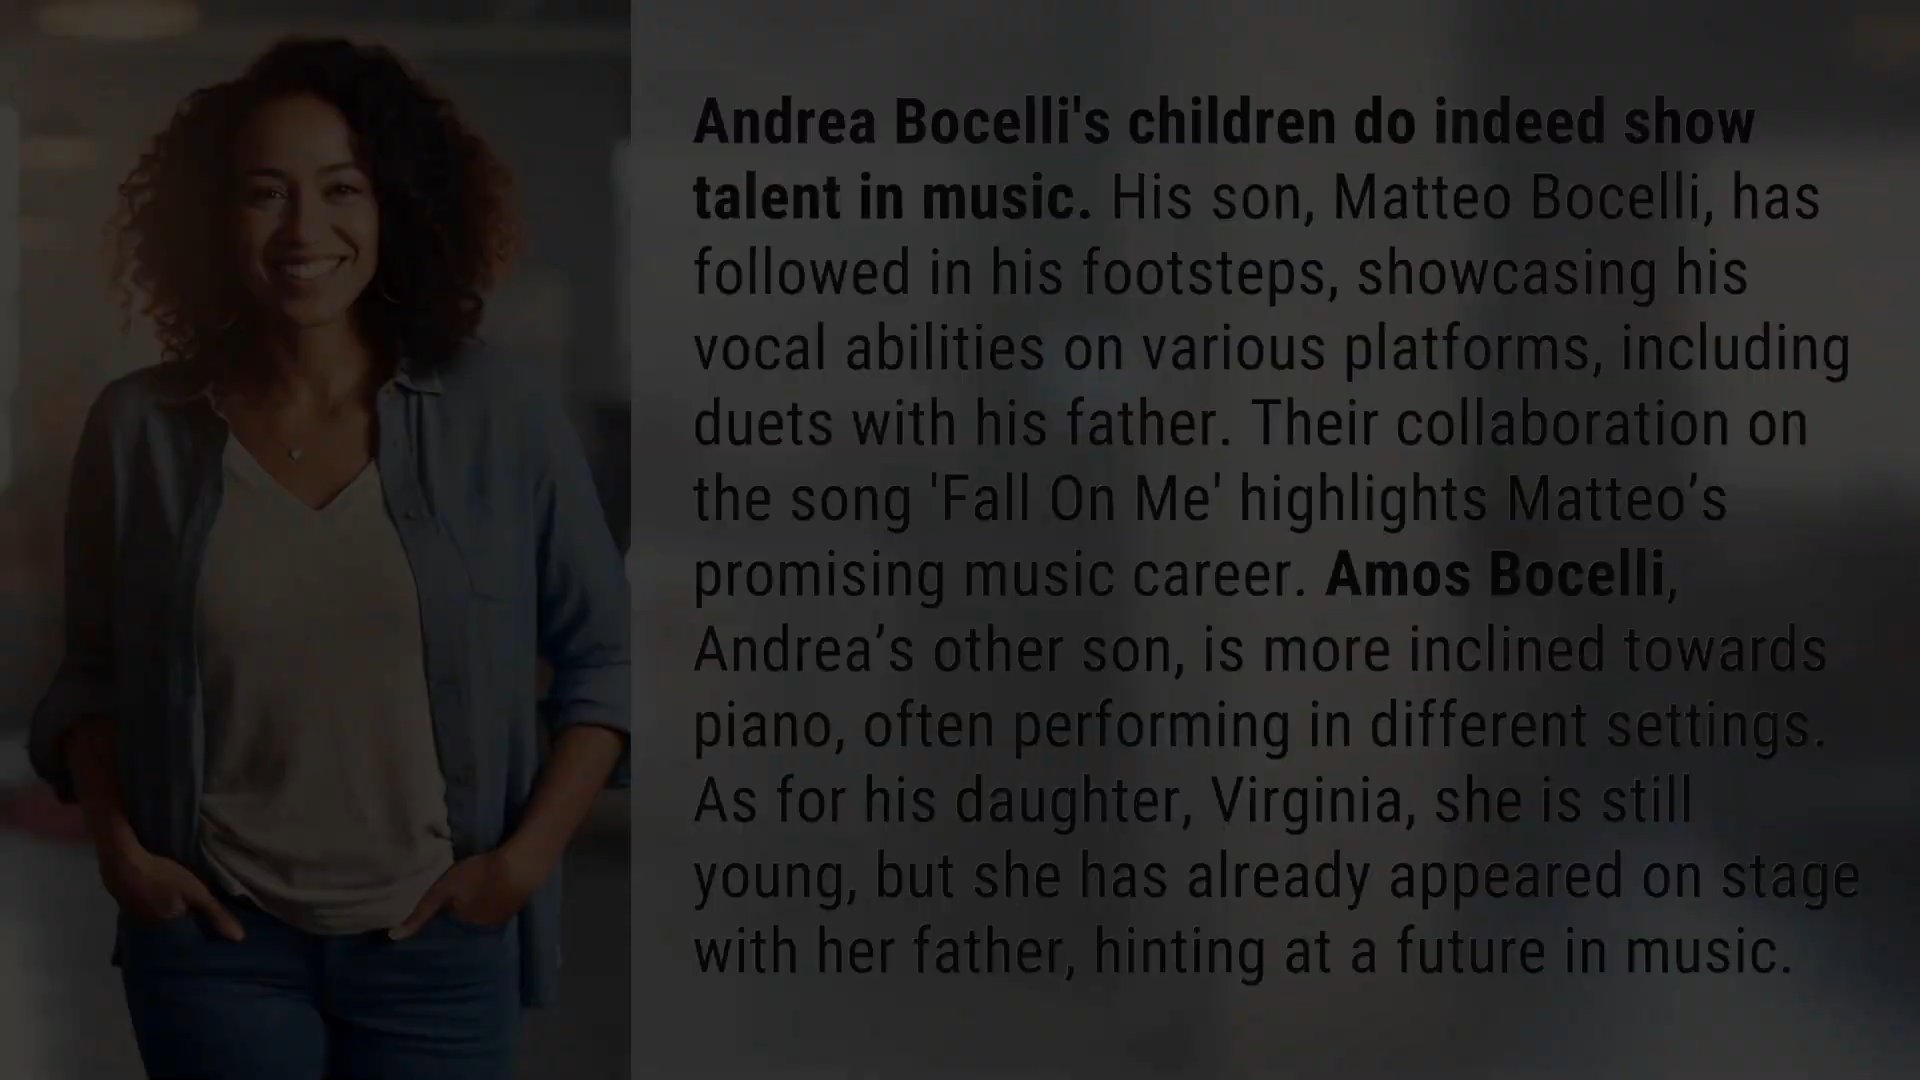 Andrea Bocelli's children do indeed show
talent in music. His son, Matteo Bocelli, has
followed in his footsteps, showcasing his
vocal abilities on various platforms, including
duets with his father. Their collaboration on
the song 'Fall On Me' highlights Matteo’s
promising music career. Amos Bocelli,
Andrea’s other son, is more inclined towards
piano, often performing in different settings.
As for his daughter, Virginia, she is still
young, but she has already appeared on stage
with her father, hinting at a future in music.